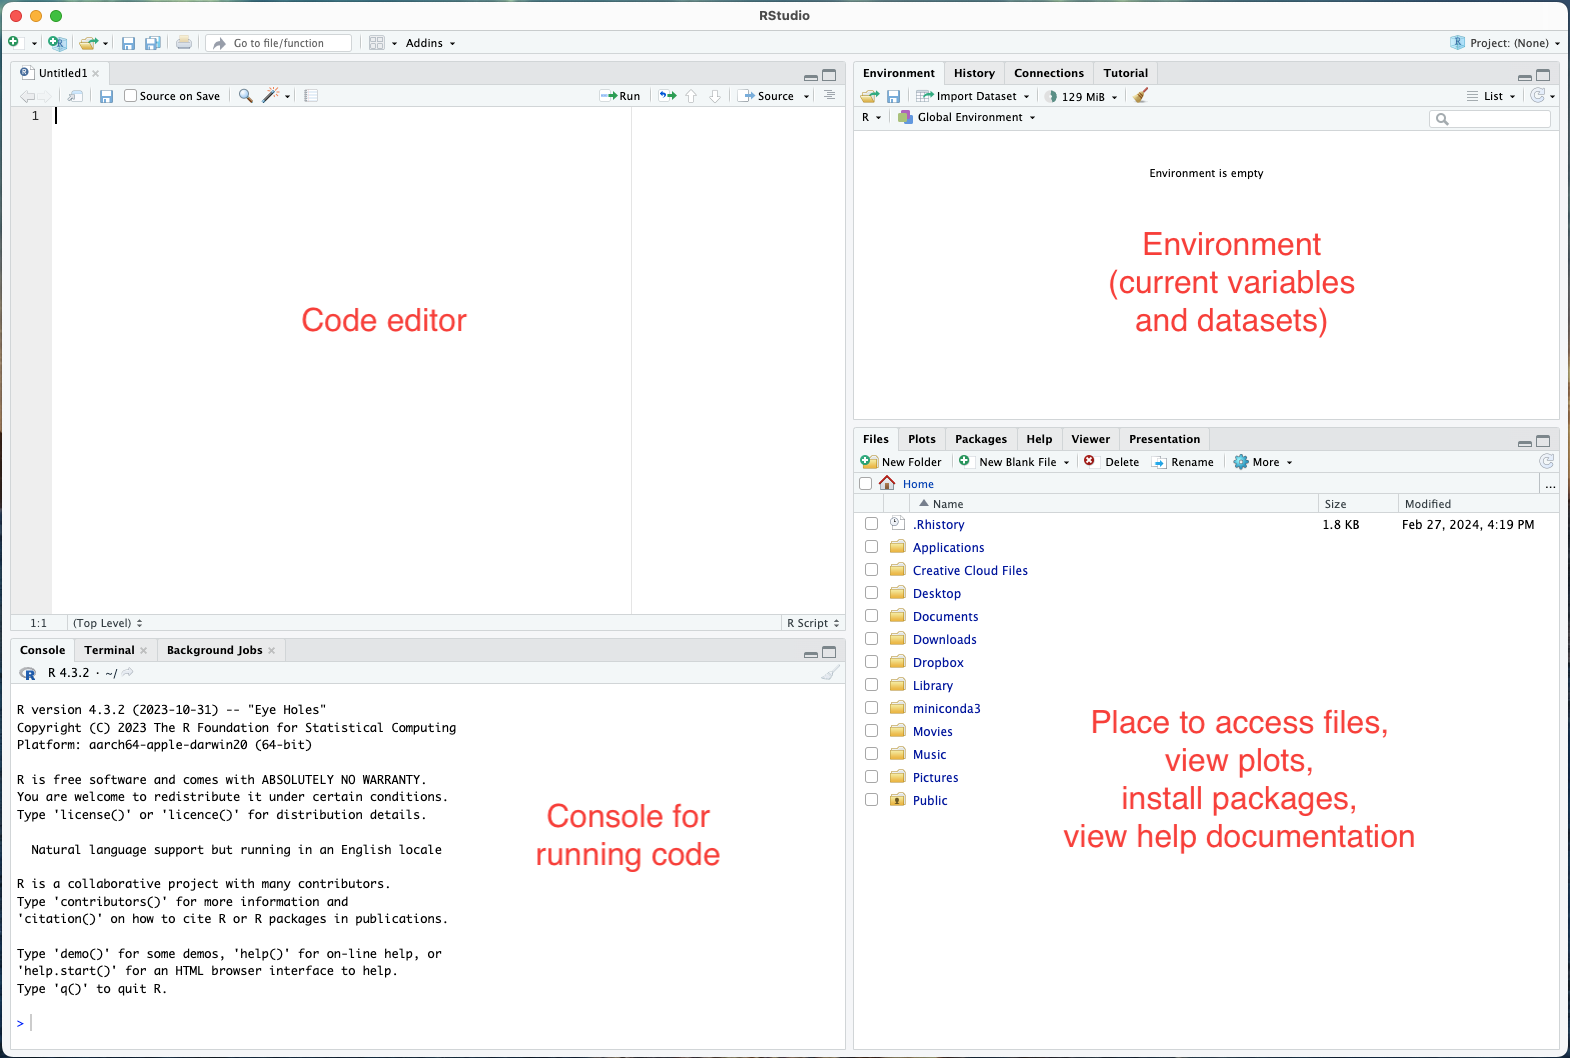 RStudio
Go to file/function
Addins
Project: (None)
Untitled1
Source on Save
Run
Source
1
Code editor
1:1
(Top Level)
R Script
Console
Terminal
Background Jobs
R 4.3.2 · ~/
R version 4.3.2 (2023-10-31) -- "Eye Holes"
Copyright (C) 2023 The R Foundation for Statistical Computing
Platform: aarch64-apple-darwin20 (64-bit)
R is free software and comes with ABSOLUTELY NO WARRANTY.
You are welcome to redistribute it under certain conditions.
Type 'license()' or 'licence()' for distribution details.
Natural language support but running in an English locale
R is a collaborative project with many contributors.
Type 'contributors()' for more information and
'citation()' on how to cite R or R packages in publications.
Type 'demo()' for some demos, 'help()' for on-line help, or
'help.start()' for an HTML browser interface to help.
Type 'q()' to quit R.
>
Console for
running code
Environment
History
Connections
Tutorial
Import Dataset
129 MiB
List
R
Global Environment
Environment is empty
Environment
(current variables
and datasets)
Files
Plots
Packages
Help
Viewer
Presentation
New Folder
New Blank File
Delete
Rename
More
Home
...
Name
Size
Modified
.Rhistory
1.8 KB
Feb 27, 2024, 4:19 PM
Applications
Creative Cloud Files
Desktop
Documents
Downloads
Dropbox
Library
miniconda3
Movies
Music
Pictures
Public
Place to access files,
view plots,
install packages,
view help documentation